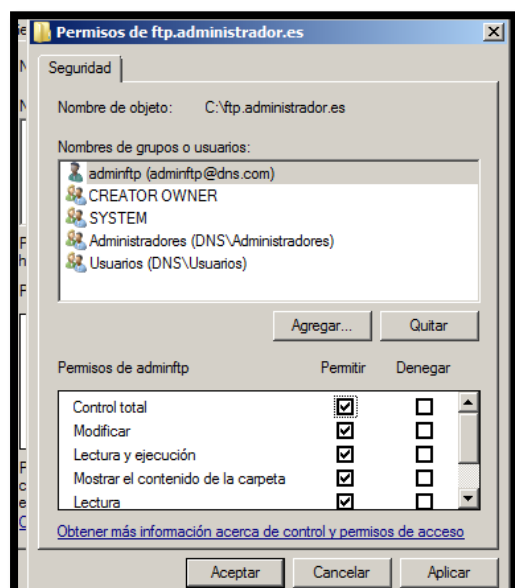 Permisos de ftp.administrador.es
Seguridad
Nombre de objeto: C:\ftp.administrador.es
Nombres de grupos o usuarios:
adminftp (adminftp@dns.com)
CREATOR OWNER
SYSTEM
Administradores (DNS\Administradores)
Usuarios (DNS\Usuarios)
Agregar... Quitar
Permisos de adminftp Permitir Denegar
Control total
Modificar
Lectura y ejecución
Mostrar el contenido de la carpeta
Lectura
Obtener más información acerca de control y permisos de acceso
Aceptar Cancelar Aplicar